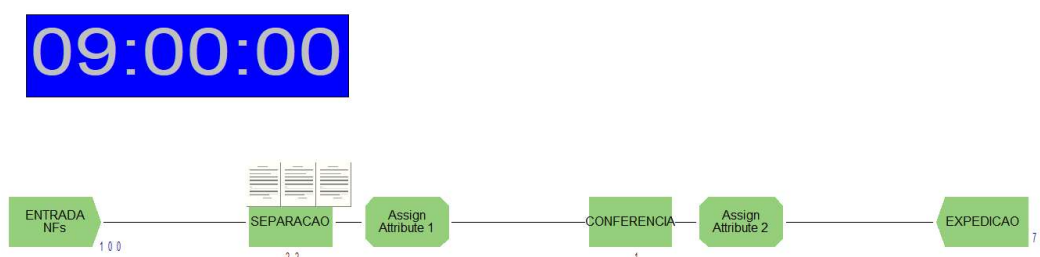 09:00:00
ENTRADA
NFs
SEPARACAO
Assign
Attribute 1
CONFERENCIA
Assign
Attribute 2
EXPEDICAO
100
7